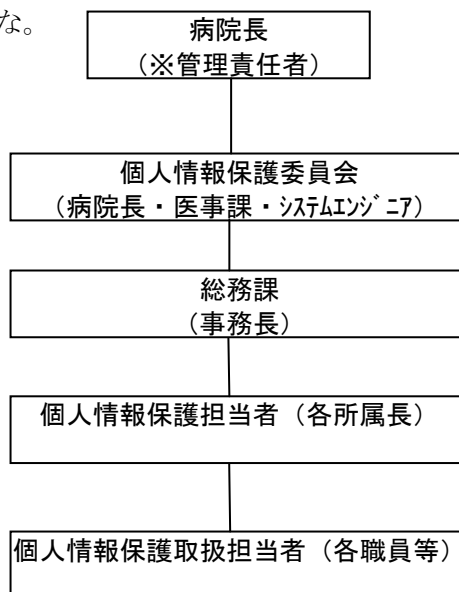 な。
病院長
（※管理責任者）
個人情報保護委員会
（病院長・医事課・ｼｽﾃﾑｴﾝｼﾞﾆｱ）
総務課
（事務長）
個人情報保護担当者（各所属長）
個人情報保護取扱担当者（各職員等）